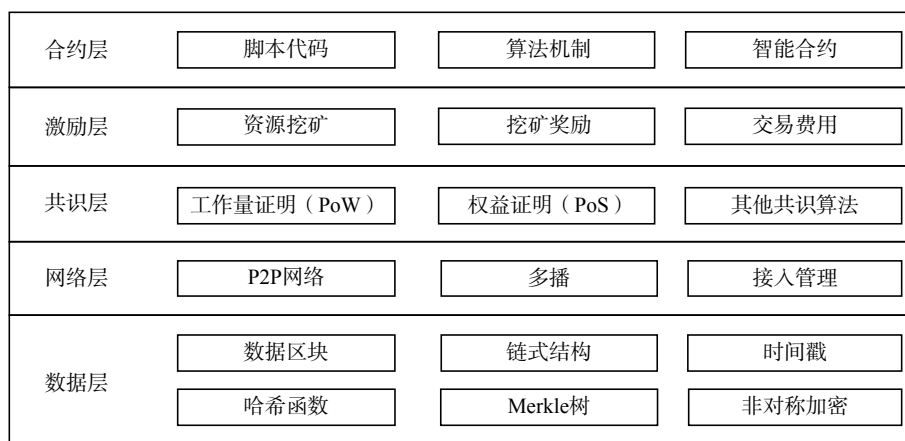 合约层 脚本代码 算法机制 智能合约
激励层 资源挖矿 挖矿奖励 交易费用
共识层 工作量证明（PoW） 权益证明（PoS） 其他共识算法
网络层 P2P网络 多播 接入管理
数据区块 链式结构 时间戳
数据层
哈希函数 Merkle树 非对称加密